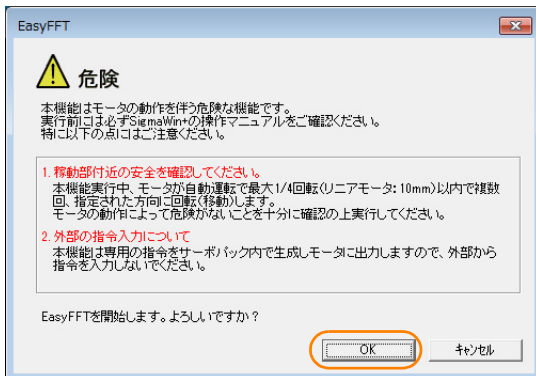 EasyFFT
危険
本機能はモータの動作を伴う危険な機能です。
実行前には必ずSigmaWin+の操作マニュアルをご確認ください。
特に以下の点にはご注意ください。
1. 稼動部付近の安全を確認してください。
本機能実行中、モータが自動運転で最大1/4回転(リニアモータ: 10mm)以内で複数
回、指定された方向に回転(移動)します。
モータの動作によって危険がないことを十分に確認の上実行してください。
2. 外部の指令入力について
本機能は専用の指令をサーボパック内で生成しモータに出力しますので、外部から
指令を入力しないでください。
EasyFFTを開始します。よろしいですか?
OK
キャンセル